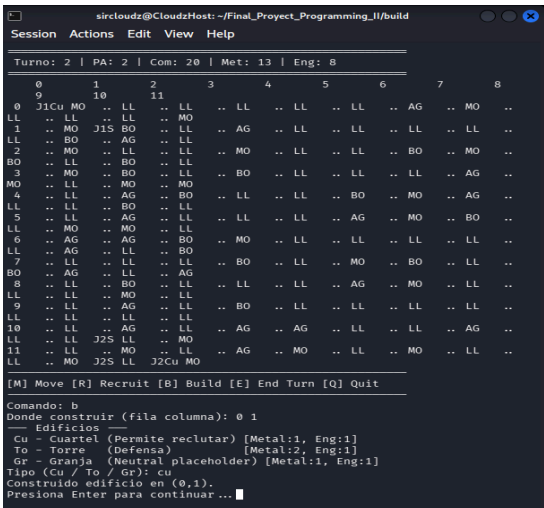 sircloudz@CloudzHost: ~/Final_Proyect_Programming_II/build
Session Actions Edit View Help
Turno: 2 | PA: 2 | Com: 20 | Met: 13 | Eng: 8
0 1 2 3 4 5 6 7 8
9 10 11
0 J1Cu MO .. LL .. LL .. LL .. LL .. LL .. AG .. MO ..
LL .. LL .. LL .. MO
1 .. MO J1S BO .. LL .. AG .. LL .. LL .. LL .. LL ..
LL .. BO .. AG .. LL
2 .. MO .. LL .. LL .. MO .. LL .. LL .. BO .. MO ..
BO .. LL .. BO .. LL
3 .. MO .. BO .. LL .. BO .. LL .. LL .. LL .. AG ..
MO .. LL .. MO .. MO
4 .. LL .. AG .. BO .. LL .. LL .. BO .. MO .. AG ..
LL .. LL .. BO .. LL
5 .. LL .. AG .. LL .. LL .. LL .. AG .. MO .. BO ..
LL .. MO .. MO .. LL
6 .. AG .. AG .. BO .. MO .. LL .. LL .. LL .. LL ..
LL .. AG .. LL .. BO
7 .. LL .. BO .. LL .. BO .. LL .. MO .. BO .. LL ..
BO .. AG .. LL .. AG
8 .. LL .. BO .. LL .. LL .. LL .. AG .. MO .. LL ..
LL .. LL .. MO .. LL
9 .. LL .. AG .. LL .. BO .. LL .. LL .. LL .. LL ..
LL .. LL .. LL .. LL
10 .. LL .. AG .. LL .. AG .. AG .. LL .. LL .. AG ..
LL .. LL J2S LL .. MO
11 .. LL .. MO .. LL .. AG .. MO .. LL .. MO .. LL ..
LL .. MO J2S LL J2Cu MO
[M] Move [R] Recruit [B] Build [E] End Turn [Q] Quit
Comando: b
Donde construir (fila columna): 0 1
── Edificios ──
Cu - Cuartel (Permite reclutar) [Metal:1, Eng:1]
To - Torre (Defensa) [Metal:2, Eng:1]
Gr - Granja (Neutral placeholder) [Metal:1, Eng:1]
Tipo (Cu / To / Gr): cu
Construido edificio en (0,1).
Presiona Enter para continuar...